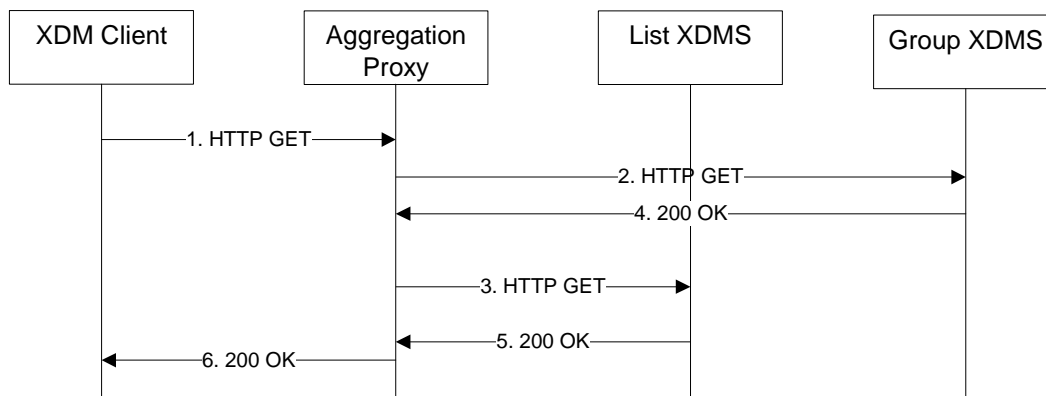 XDM Client
Aggregation
Proxy
List XDMS
Group XDMS
1. HTTP GET
2. HTTP GET
4. 200 OK
3. HTTP GET
5. 200 OK
6. 200 OK